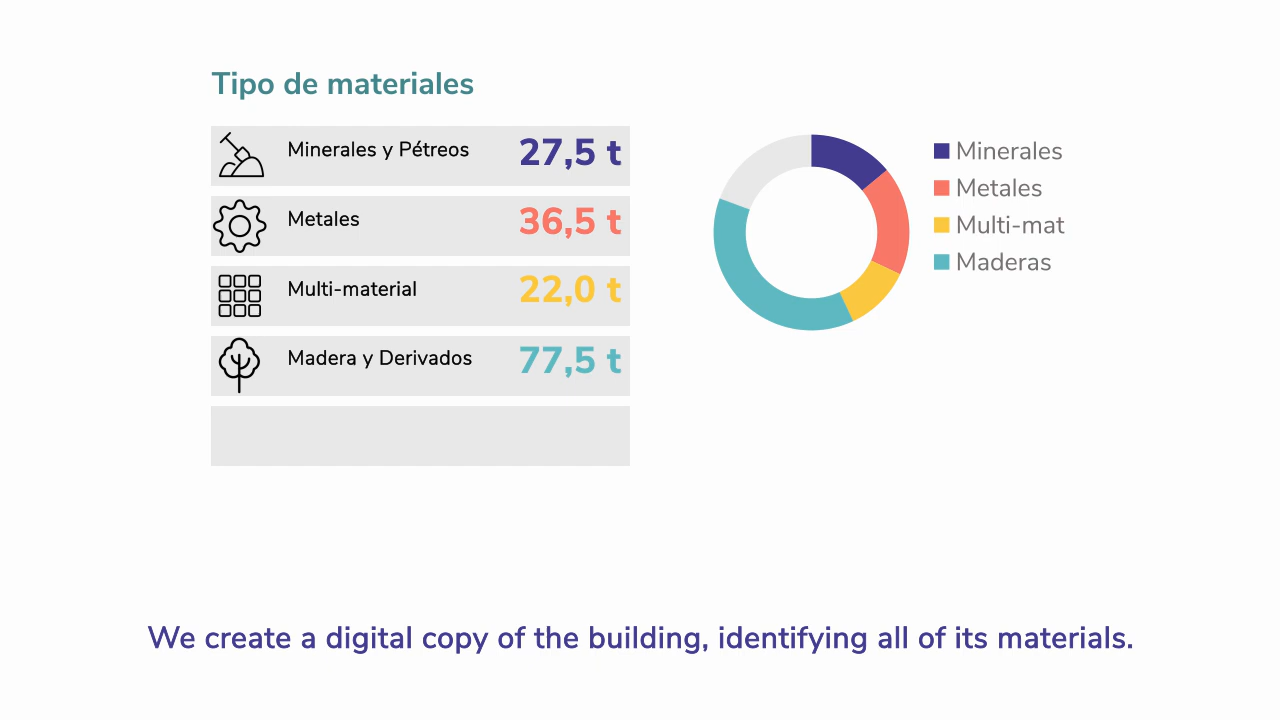 Tipo de materiales
Minerales y Pétreos 27,5 t
Metales 36,5 t
Multi-material 22,0 t
Madera y Derivados 77,5 t
Minerales
Metales
Multi-mat
Maderas
We create a digital copy of the building, identifying all of its materials.